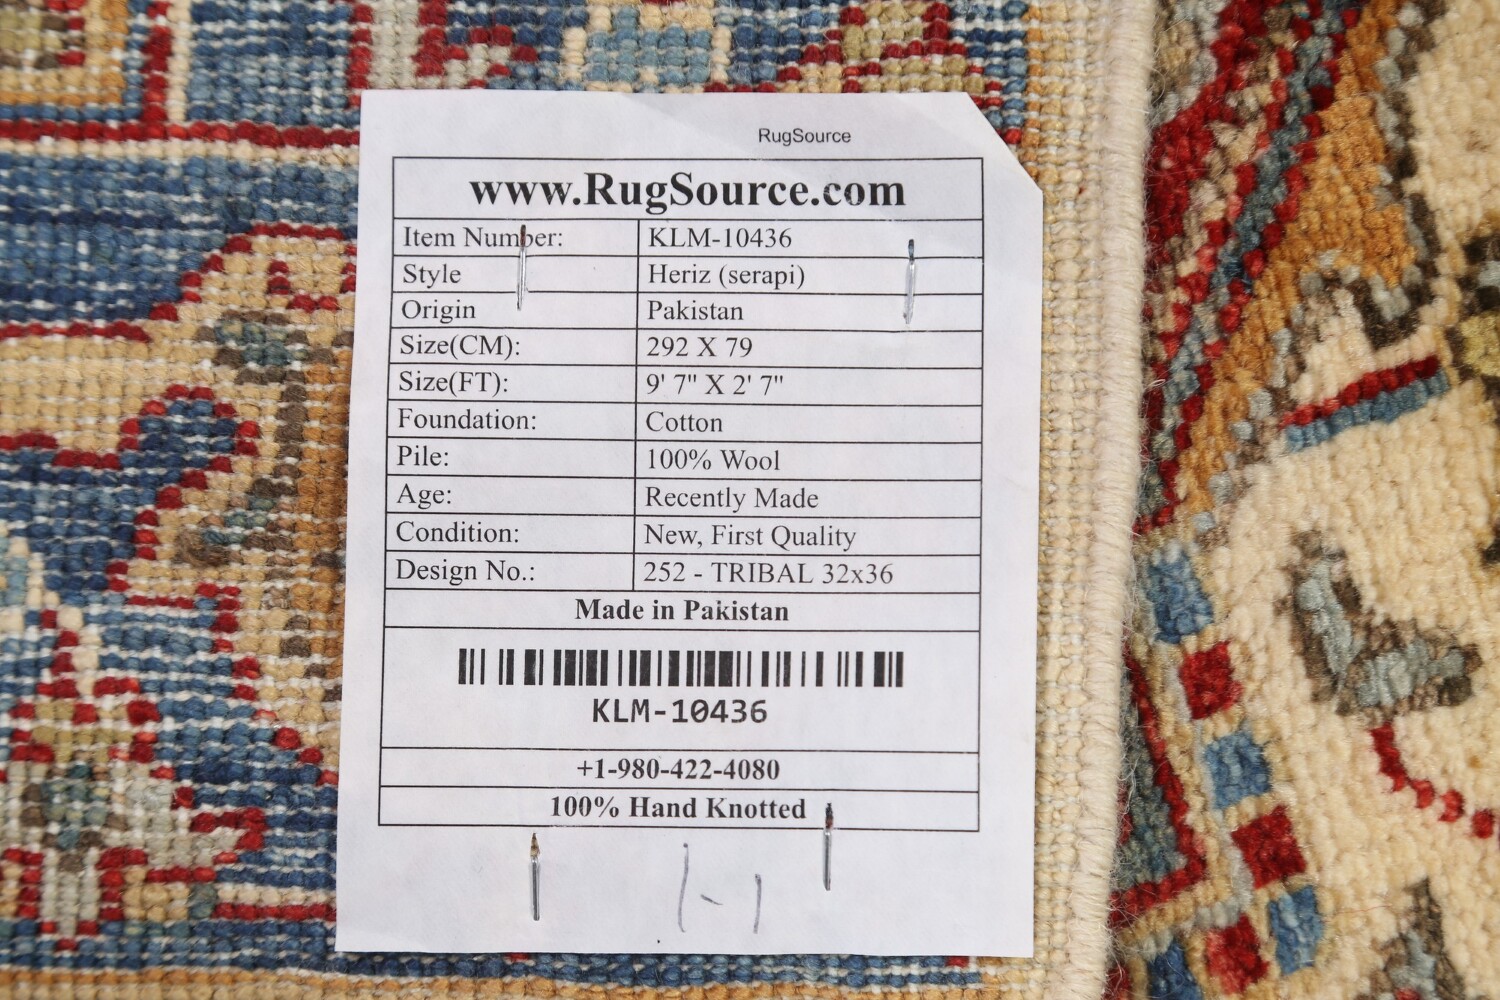 RugSource
www.RugSource.com
Item Number: KLM-10436
Style Heriz (serapi)
Origin Pakistan
Size(CM): 292 X 79
Size(FT): 9' 7" X 2' 7"
Foundation: Cotton
Pile: 100% Wool
Age: Recently Made
Condition: New, First Quality
Design No.: 252 - TRIBAL 32x36
Made in Pakistan
KLM-10436
+1-980-422-4080
100% Hand Knotted